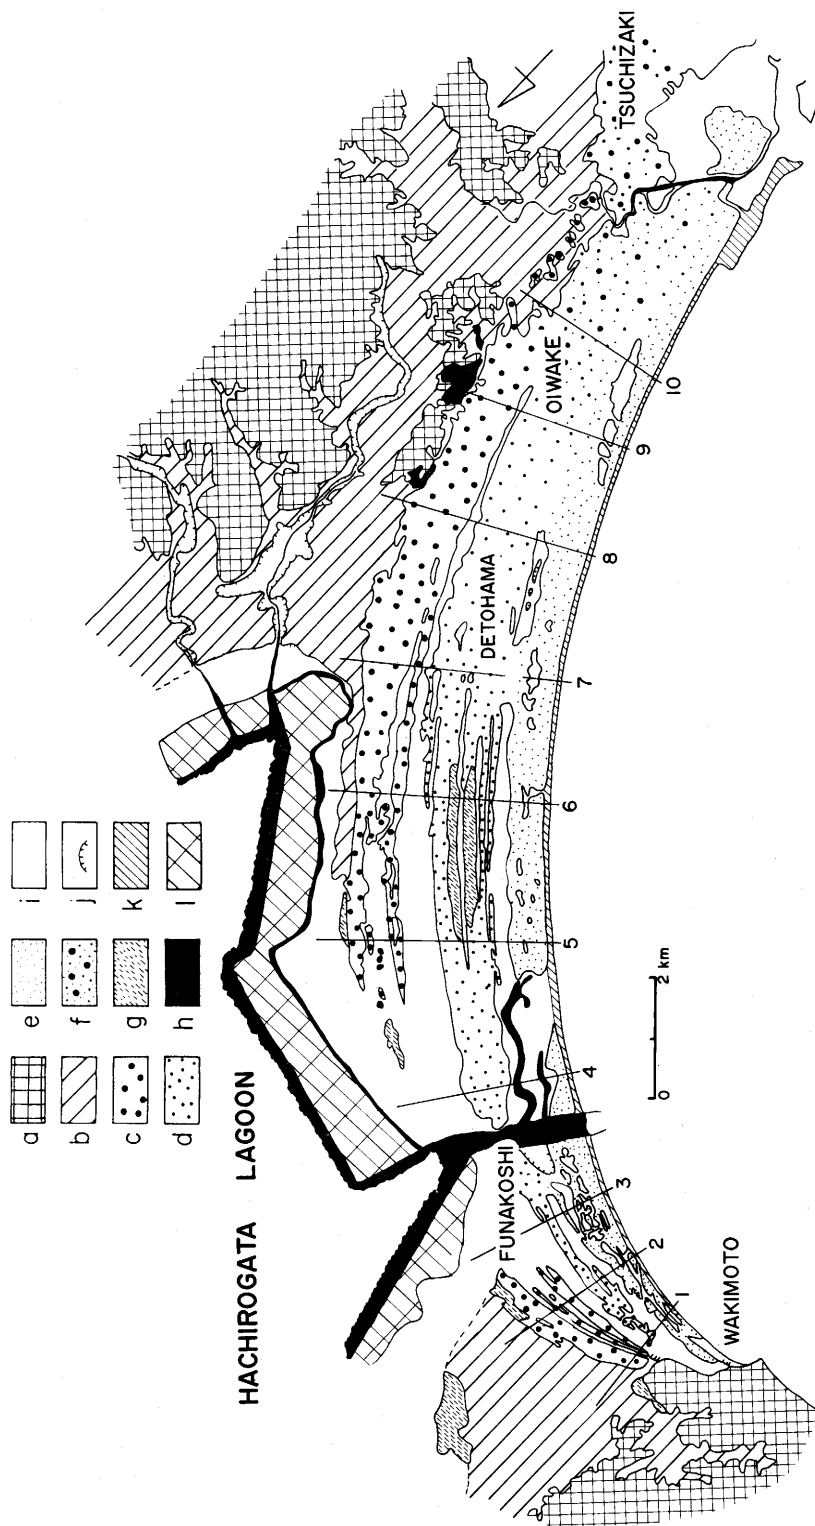 a
b
c
d
e
f
g
h
i
j
k
l
HACHIROGATA LAGOON
TSUCHIZAKI
OIWAKE
DETOHAMA
FUNAKOSHI
WAKIMOTO
1
2
3
4
5
6
7
8
9
10
0 2 km